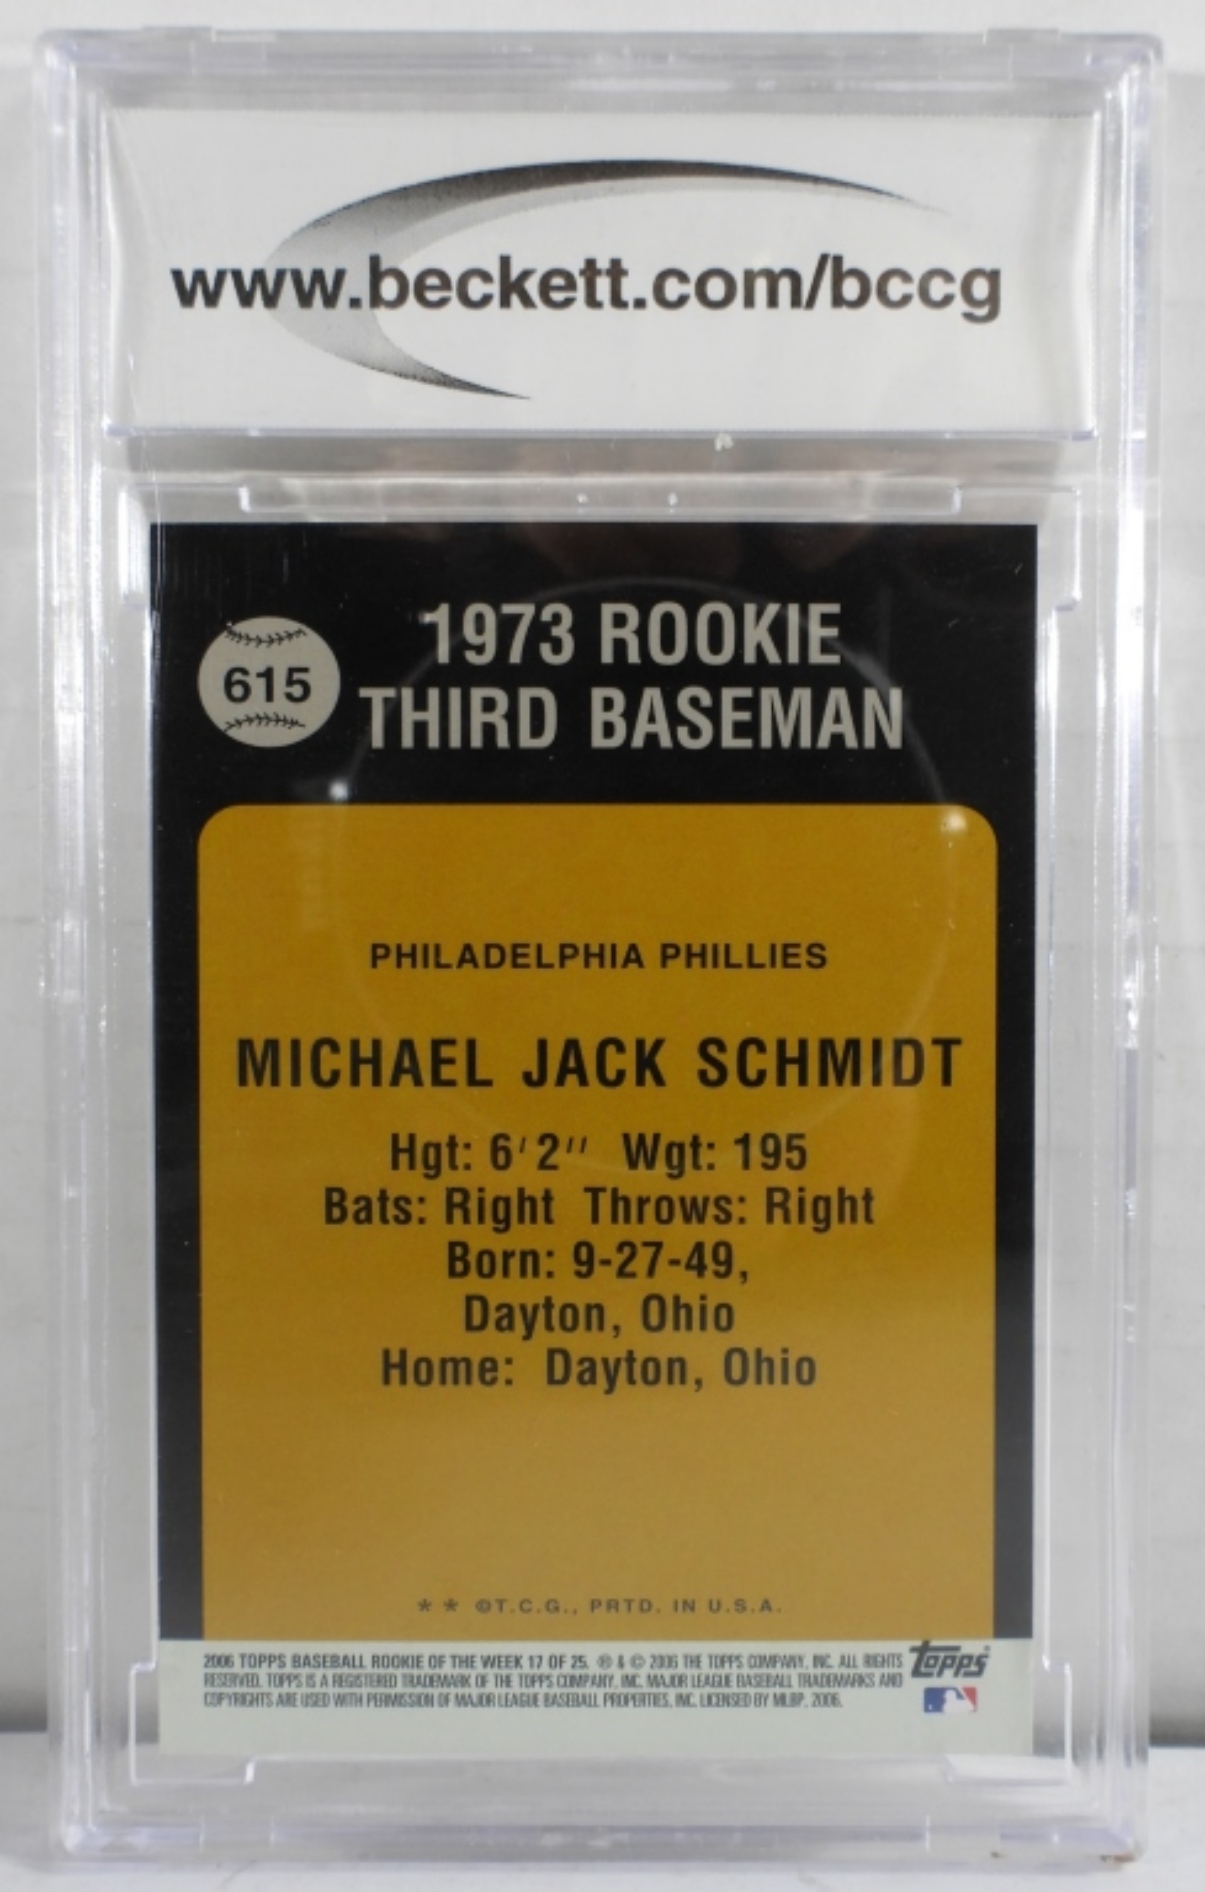 www.beckett.com/bccg
1973 ROOKIE
615
THIRD BASEMAN
PHILADELPHIA PHILLIES
MICHAEL JACK SCHMIDT
Hgt: 6'2" Wgt: 195
Bats: Right Throws: Right
Born: 9-27-49,
Dayton, Ohio
Home: Dayton, Ohio
* * ©T.C.G., PRTD. IN U.S.A.
2006 TOPPS BASEBALL ROOKIE OF THE WEEK 17 OF 25. ® & © 2006 THE TOPPS COMPANY, INC. ALL RIGHTS
RESERVED. TOPPS IS A REGISTERED TRADEMARK OF THE TOPPS COMPANY, INC. MAJOR LEAGUE BASEBALL TRADEMARKS AND
COPYRIGHTS ARE USED WITH PERMISSION OF MAJOR LEAGUE BASEBALL PROPERTIES, INC. LICENSED BY MLBP, 2006.
Topps